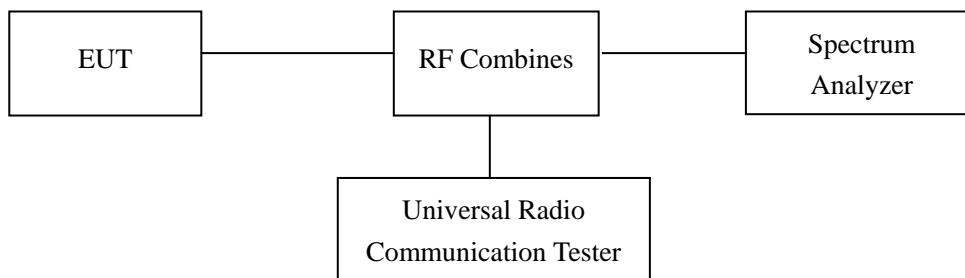 EUT
RF Combines
Spectrum
Analyzer
Universal Radio
Communication Tester